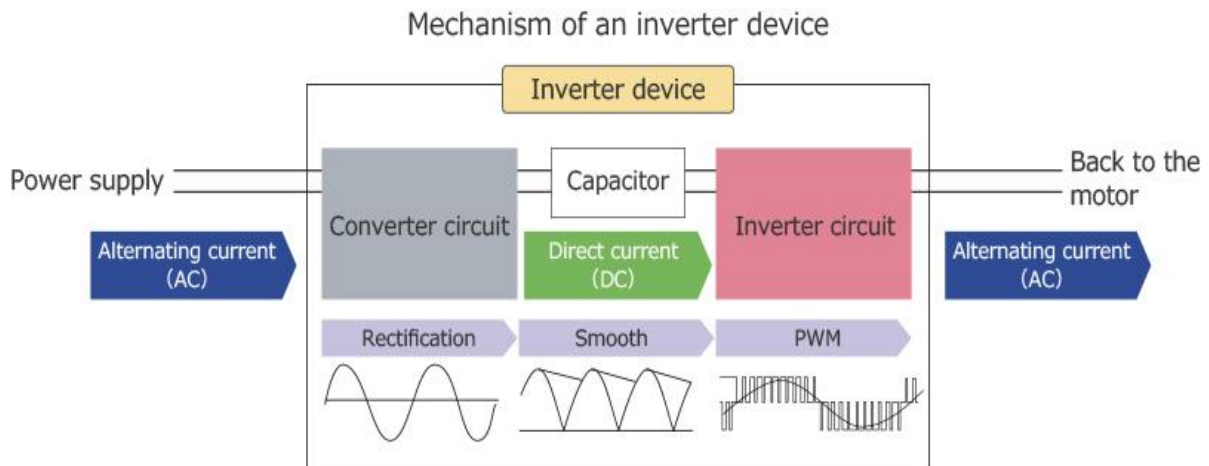 Mechanism of an inverter device
Inverter device
Power supply
Converter circuit
Capacitor
Inverter circuit
Back to the
motor
Alternating current
(AC)
Direct current
(DC)
Alternating current
(AC)
Rectification
Smooth
PWM